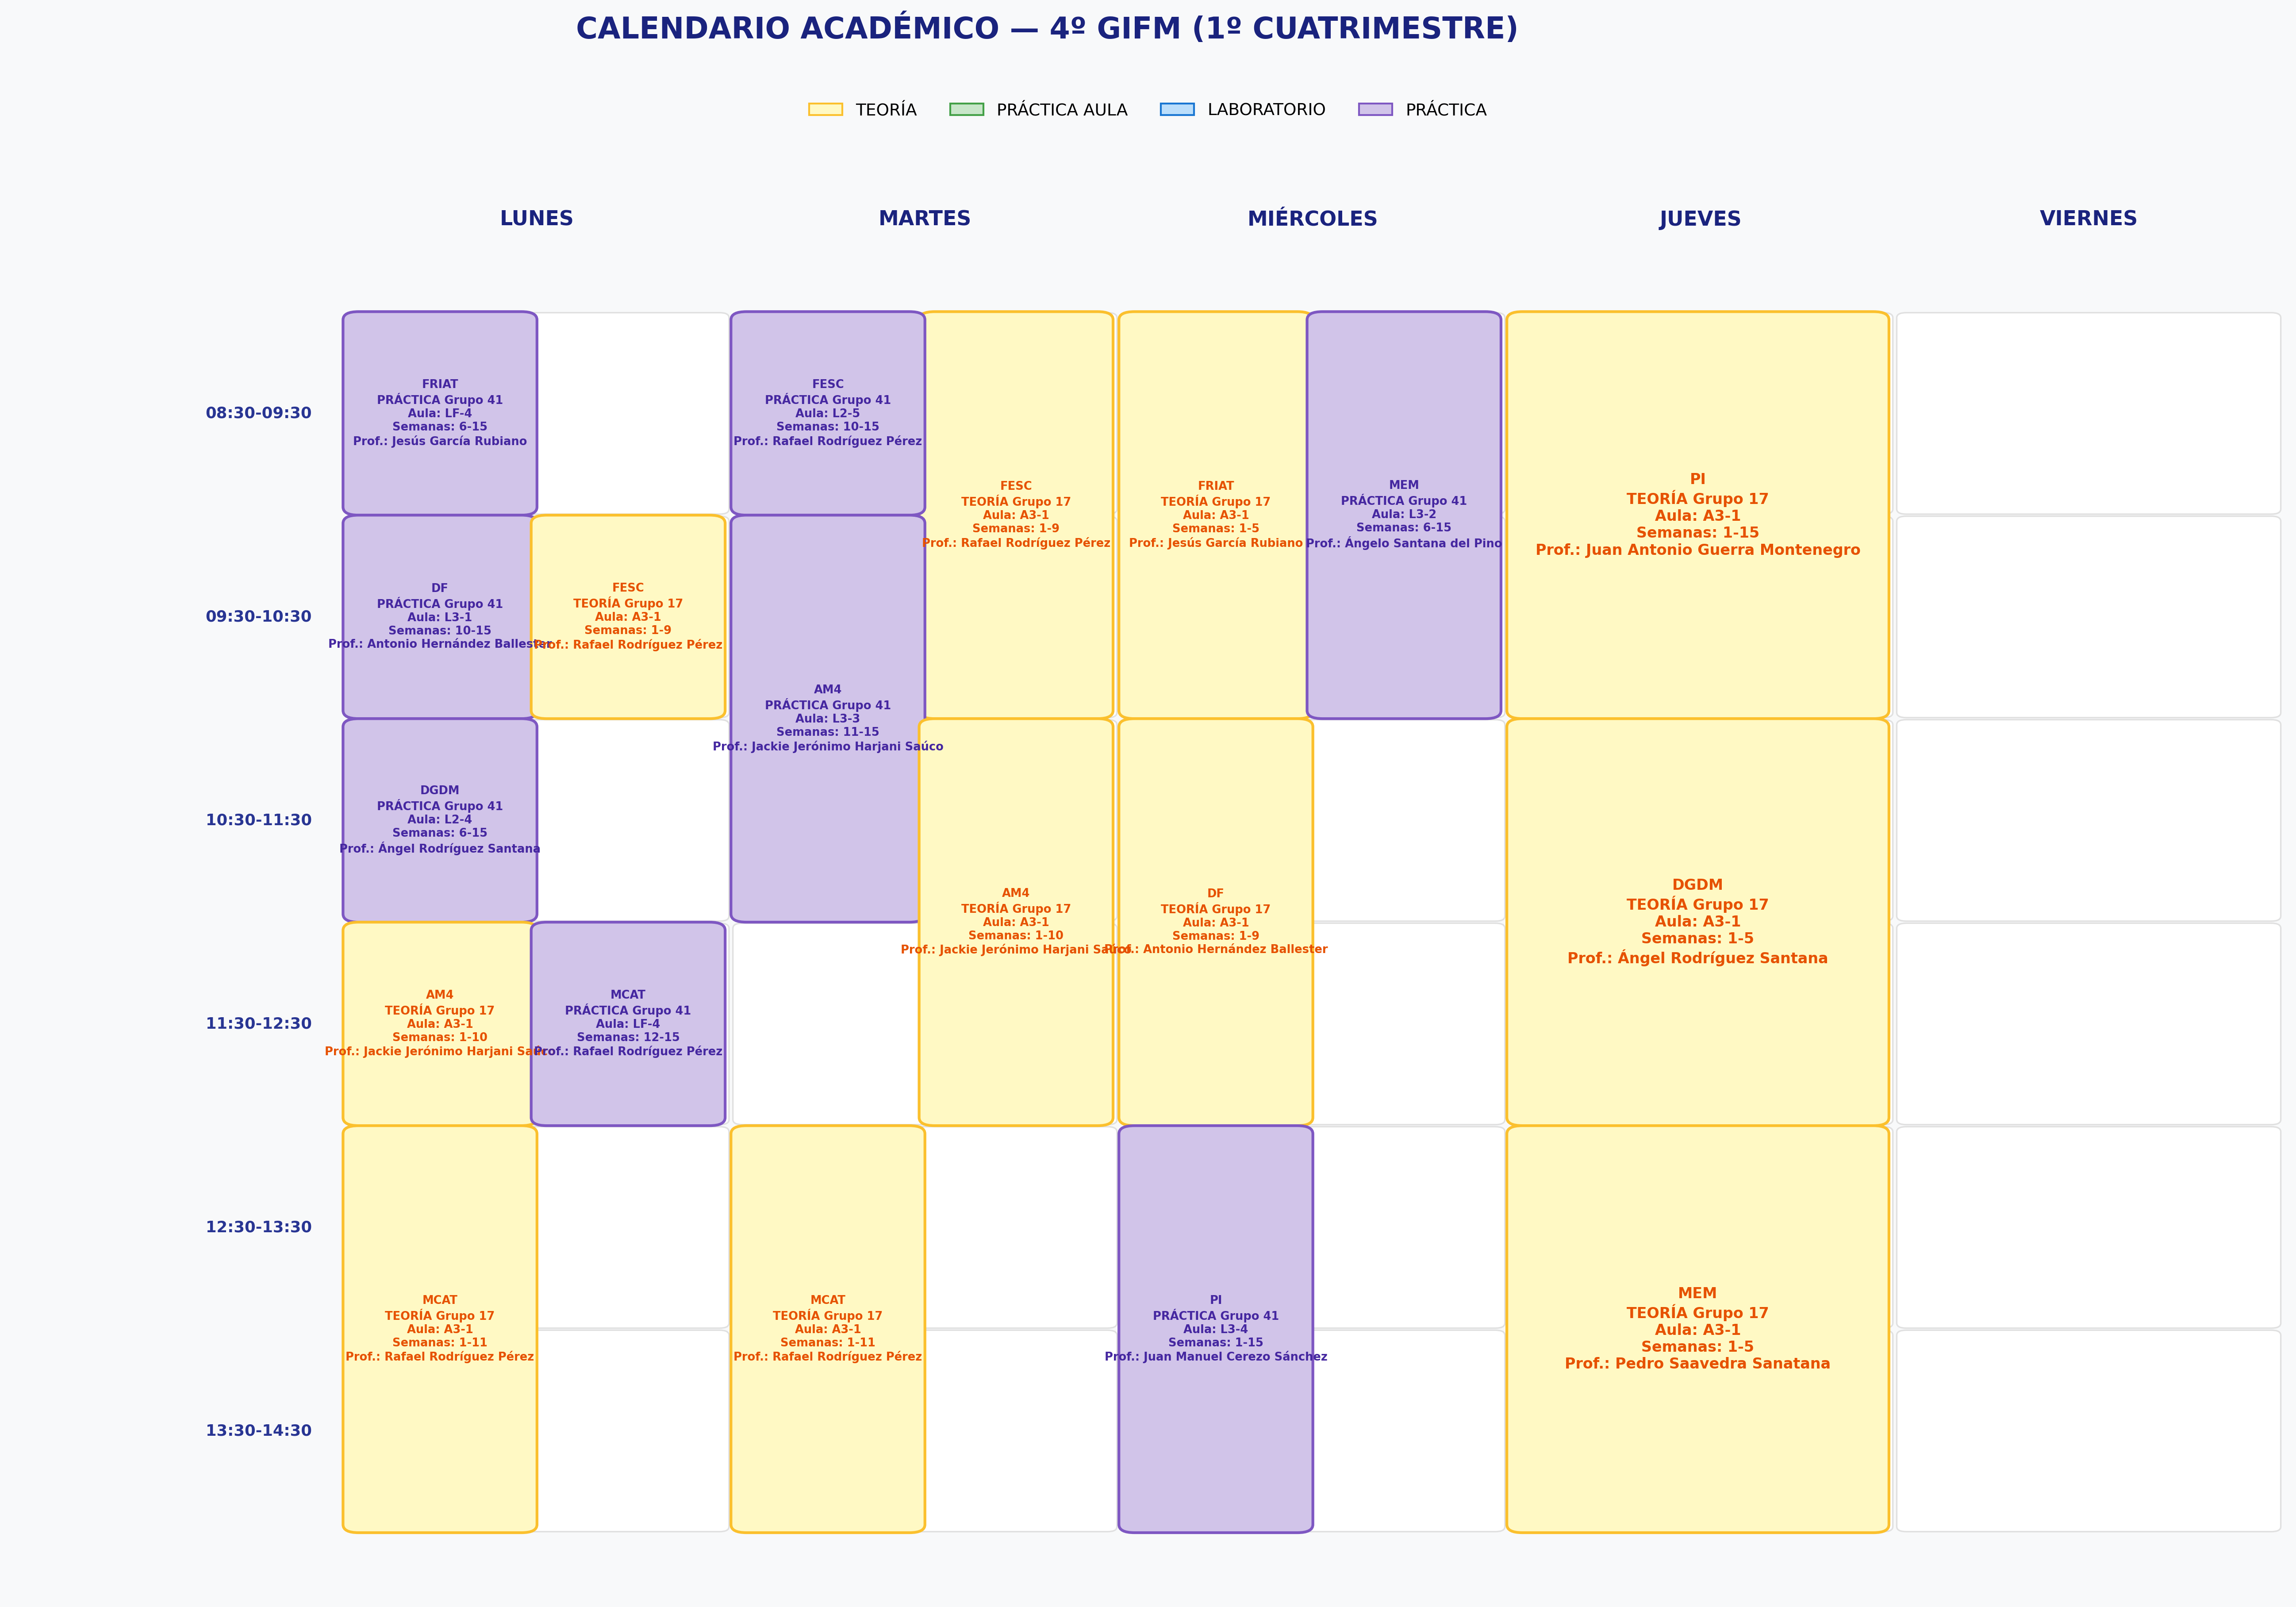 CALENDARIO ACADÉMICO — 4º GIFM (1º CUATRIMESTRE)
TEORÍA
PRÁCTICA AULA
LABORATORIO
PRÁCTICA
LUNES
MARTES
MIÉRCOLES
JUEVES
VIERNES
08:30-09:30
FRIAT
PRÁCTICA Grupo 41
Aula: LF-4
Semanas: 6-15
Prof.: Jesús García Rubiano
FESC
PRÁCTICA Grupo 41
Aula: L2-5
Semanas: 10-15
Prof.: Rafael Rodríguez Pérez
FESC
TEORÍA Grupo 17
Aula: A3-1
Semanas: 1-9
Prof.: Rafael Rodríguez Pérez
FRIAT
TEORÍA Grupo 17
Aula: A3-1
Semanas: 1-5
Prof.: Jesús García Rubiano
MEM
PRÁCTICA Grupo 41
Aula: L3-2
Semanas: 6-15
Prof.: Ángelo Santana del Pino
PI
TEORÍA Grupo 17
Aula: A3-1
Semanas: 1-15
Prof.: Juan Antonio Guerra Montenegro
09:30-10:30
DF
PRÁCTICA Grupo 41
Aula: L3-1
Semanas: 10-15
Prof.: Antonio Hernández Ballester
FESC
TEORÍA Grupo 17
Aula: A3-1
Semanas: 1-9
Prof.: Rafael Rodríguez Pérez
AM4
PRÁCTICA Grupo 41
Aula: L3-3
Semanas: 11-15
Prof.: Jackie Jerónimo Harjani Saúco
10:30-11:30
DGDM
PRÁCTICA Grupo 41
Aula: L2-4
Semanas: 6-15
Prof.: Ángel Rodríguez Santana
AM4
TEORÍA Grupo 17
Aula: A3-1
Semanas: 1-10
Prof.: Jackie Jerónimo Harjani Saúco
DF
TEORÍA Grupo 17
Aula: A3-1
Semanas: 1-9
Prof.: Antonio Hernández Ballester
DGDM
TEORÍA Grupo 17
Aula: A3-1
Semanas: 1-5
Prof.: Ángel Rodríguez Santana
11:30-12:30
AM4
TEORÍA Grupo 17
Aula: A3-1
Semanas: 1-10
Prof.: Jackie Jerónimo Harjani Saúco
MCAT
PRÁCTICA Grupo 41
Aula: LF-4
Semanas: 12-15
Prof.: Rafael Rodríguez Pérez
12:30-13:30
MCAT
TEORÍA Grupo 17
Aula: A3-1
Semanas: 1-11
Prof.: Rafael Rodríguez Pérez
MCAT
TEORÍA Grupo 17
Aula: A3-1
Semanas: 1-11
Prof.: Rafael Rodríguez Pérez
PI
PRÁCTICA Grupo 41
Aula: L3-4
Semanas: 1-15
Prof.: Juan Manuel Cerezo Sánchez
MEM
TEORÍA Grupo 17
Aula: A3-1
Semanas: 1-5
Prof.: Pedro Saavedra Sanatana
13:30-14:30